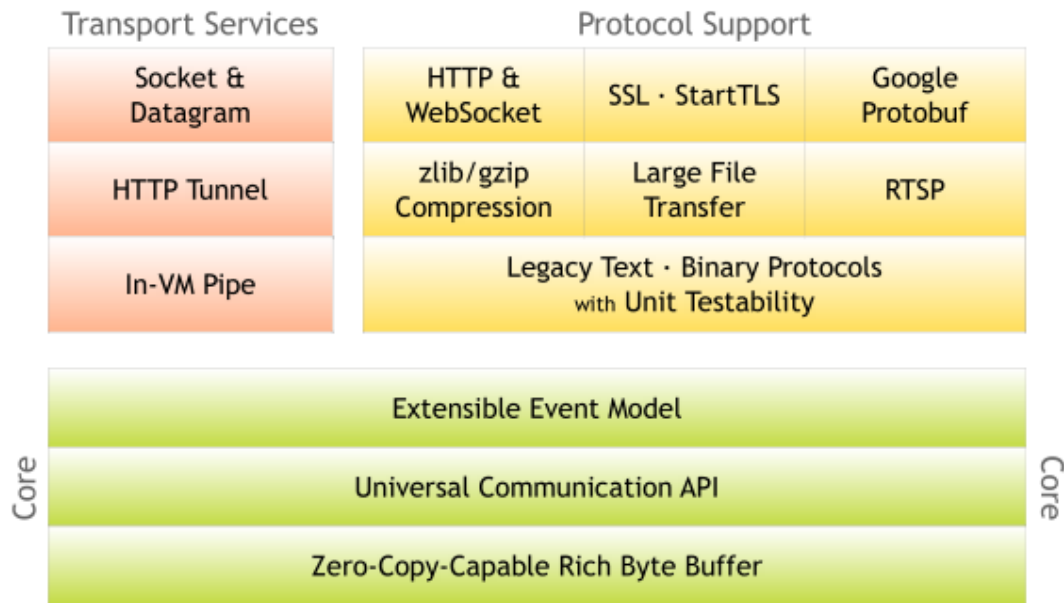 Transport Services
Protocol Support
Socket &
Datagram
HTTP &
WebSocket
SSL · StartTLS
Google
Protobuf
HTTP Tunnel
zlib/gzip
Compression
Large File
Transfer
RTSP
In-VM Pipe
Legacy Text · Binary Protocols
with Unit Testability
Core
Extensible Event Model
Universal Communication API
Zero-Copy-Capable Rich Byte Buffer
Core